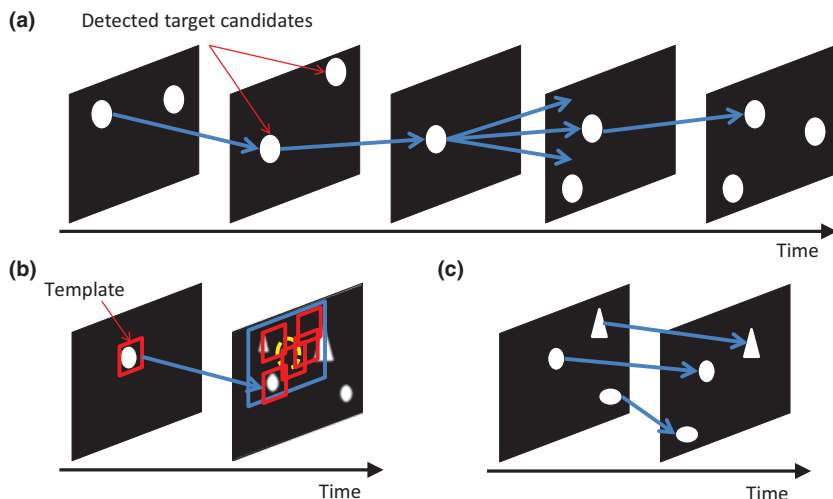 (a)
Detected target candidates
Time
(b)
Template
Time
(c)
Time